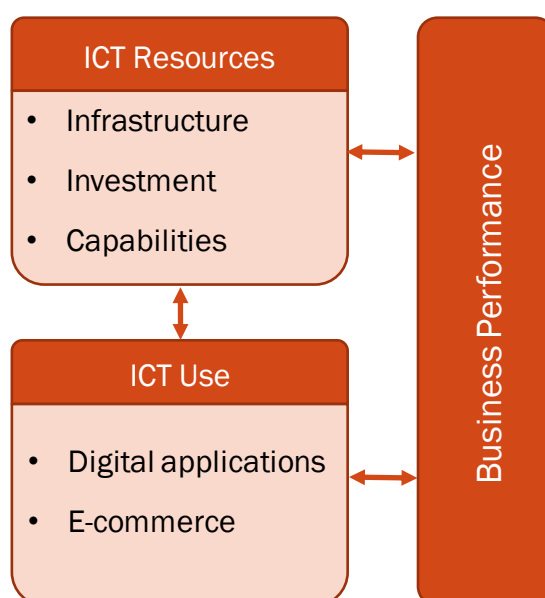 ICT Resources
• Infrastructure
• Investment
• Capabilities
ICT Use
• Digital applications
• E-commerce
Business Performance